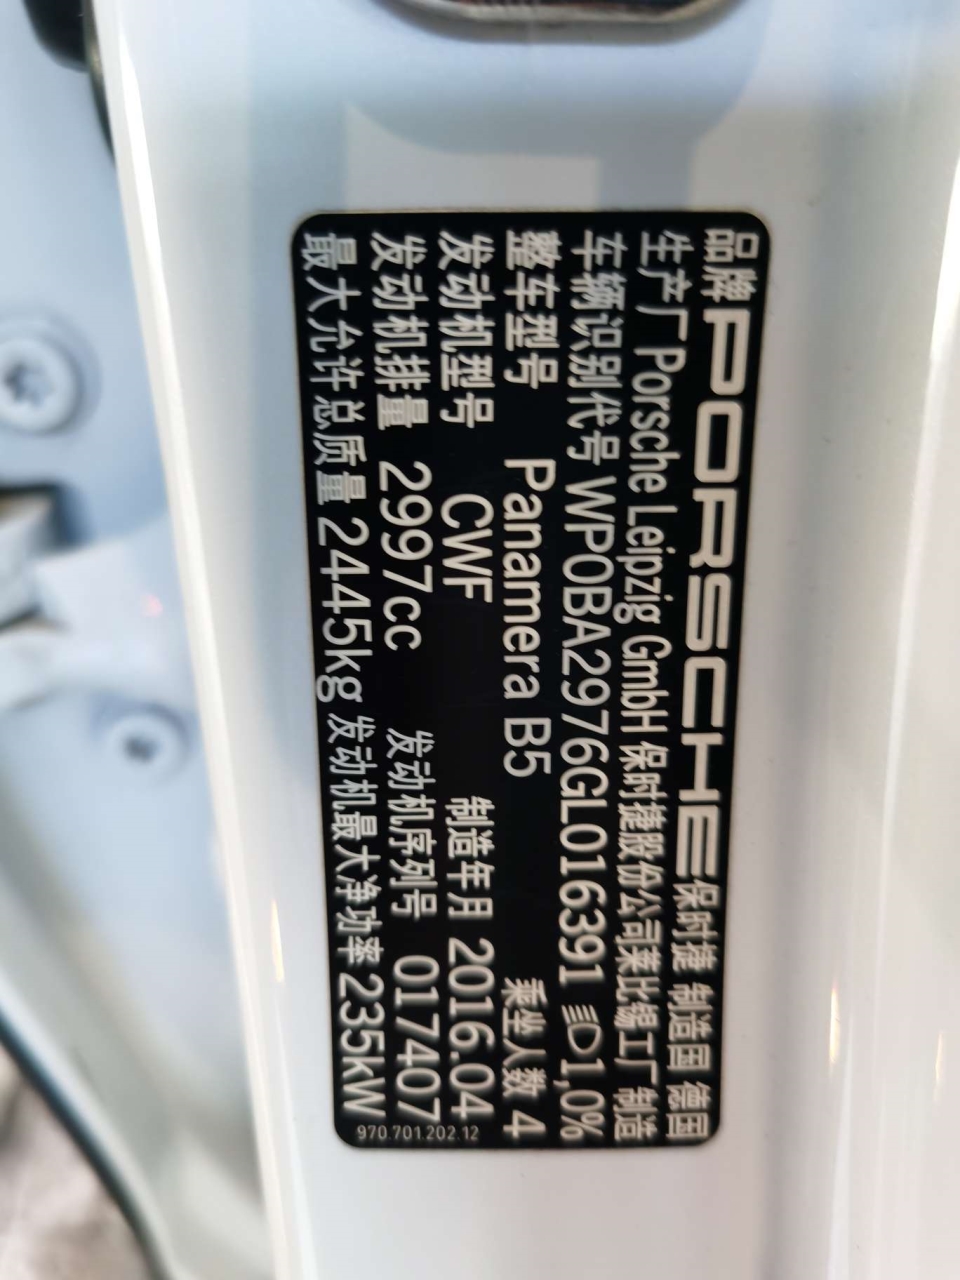 品牌 PORSCHE 保时捷 制造国 德国
生产厂 Porsche Leipzig GmbH 保时捷股份公司莱比锡工厂 制造
车辆识别代号 WP0BA2976GL016391 1,0%
整车型号 Panamera B5 乘坐人数 4
发动机型号 CWF 制造年月 2016.04
发动机排量 2997cc 发动机序列号 017407
最大允许总质量 2445kg 发动机最大净功率 235kW
970.701.202.12